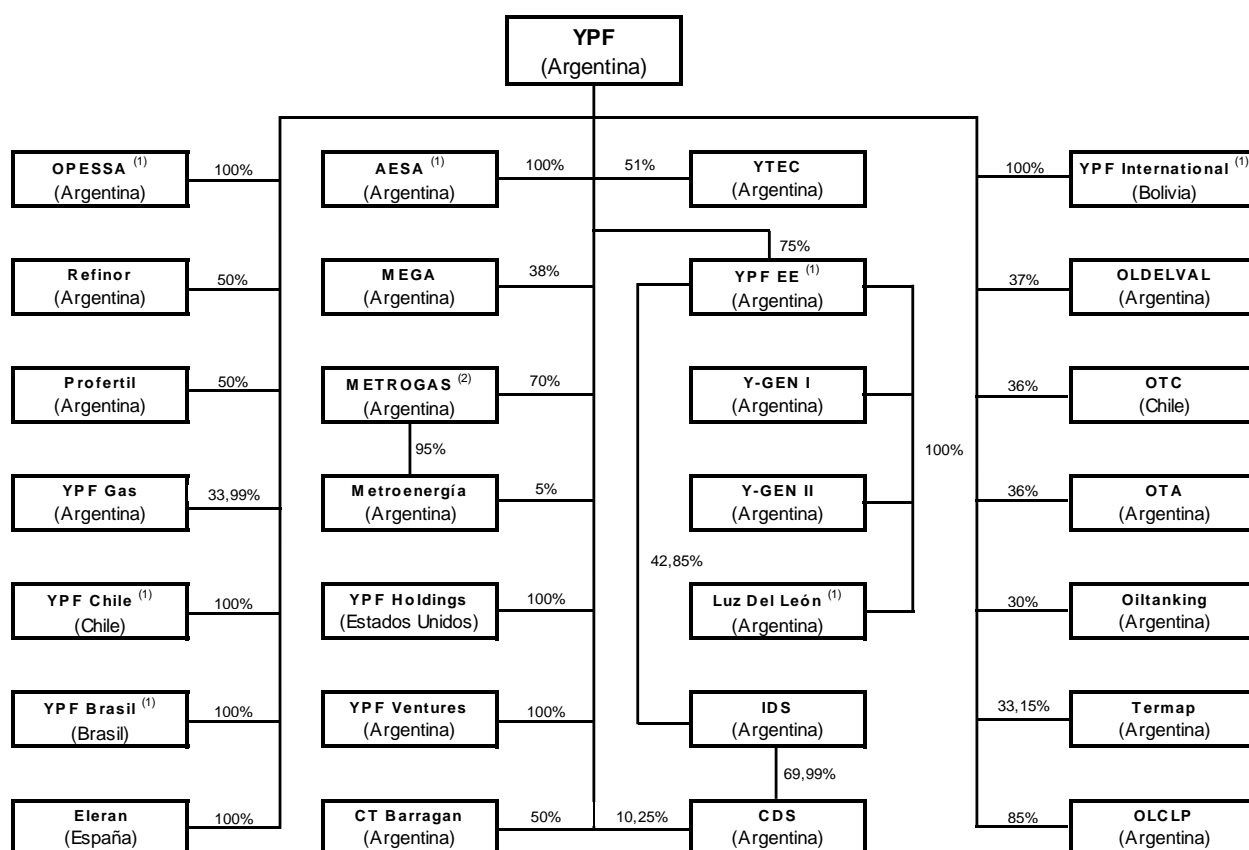 YPF
(Argentina)
OPESSA (1)
(Argentina)
100%
AESA (1)
(Argentina)
100%
51%
YTEC
(Argentina)
100%
YPF International (1)
(Bolivia)
75%
Refinor
(Argentina)
50%
MEGA
(Argentina)
38%
YPF EE (1)
(Argentina)
37%
OLDELVAL
(Argentina)
Profertil
(Argentina)
50%
METROGAS (2)
(Argentina)
70%
Y-GEN I
(Argentina)
36%
OTC
(Chile)
95%
100%
YPF Gas
(Argentina)
33,99%
Metroenergía
(Argentina)
5%
Y-GEN II
(Argentina)
36%
OTA
(Argentina)
42,85%
YPF Chile (1)
(Chile)
100%
YPF Holdings
(Estados Unidos)
100%
Luz Del León (1)
(Argentina)
30%
Oiltanking
(Argentina)
YPF Brasil (1)
(Brasil)
100%
YPF Ventures
(Argentina)
100%
IDS
(Argentina)
33,15%
Termap
(Argentina)
69,99%
Eleran
(España)
100%
CT Barragan
(Argentina)
50%
10,25%
CDS
(Argentina)
85%
OLCLP
(Argentina)